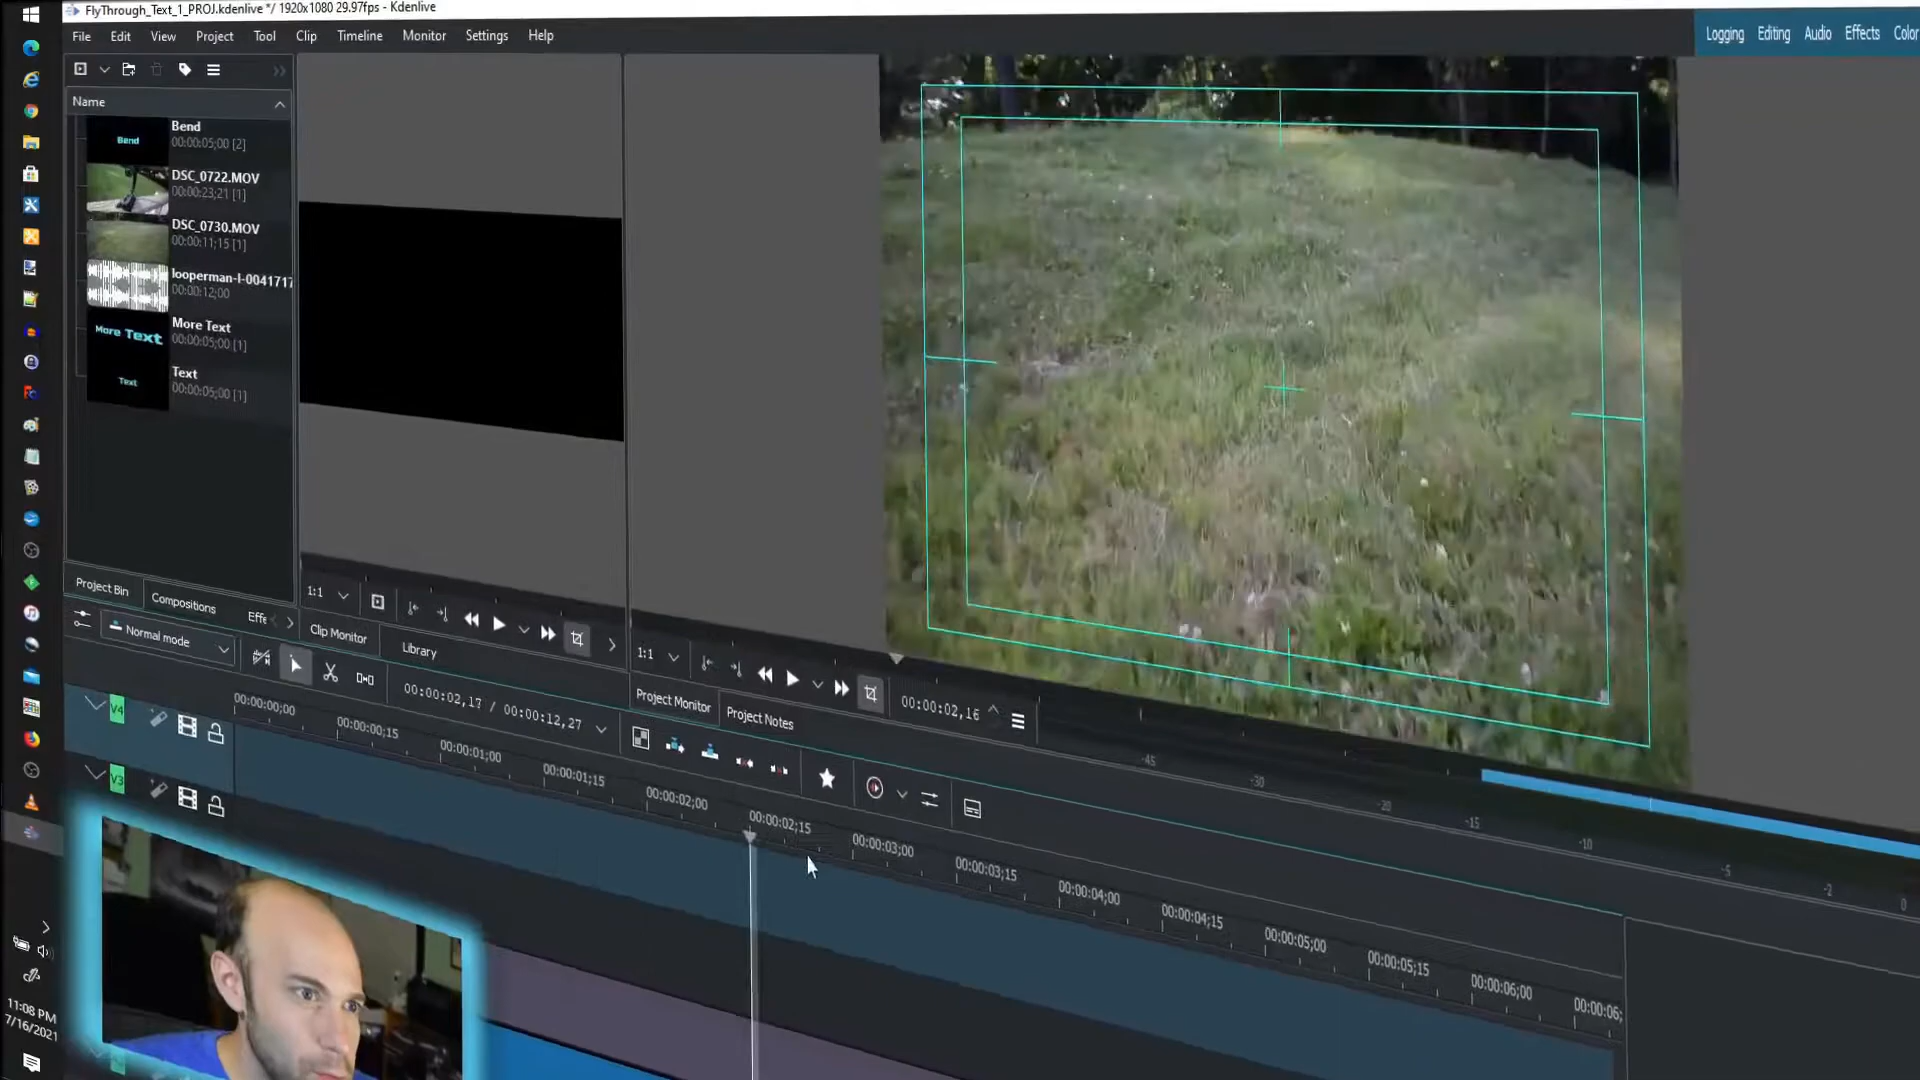 FlyThrough_Text_1_PROJ.kdenlive */ 1920x1080 29.97fps - Kdenlive
File Edit View Project Tool Clip Timeline Monitor Settings Help
Logging Editing Audio Effects Color
Name
Bend
Bend
00:00:05;00 [2]
DSC_0722.MOV
00:00:23;21 [1]
DSC_0730.MOV
00:00:11;15 [1]
looperman-l-0041717
00:00:12;00
More Text
More Text
00:00:05;00 [1]
Text
Text
00:00:05;00 [1]
Project Bin Compositions Effe
1:1
Clip Monitor Library
1:1
00:00:02,16
Project Monitor Project Notes
Normal mode
00:00:02,17 / 00:00:12,27
-45 -30 -20 -15 -10 -5 -2 0
V4
00:00:00;00 00:00:00;15 00:00:01;00 00:00:01;15 00:00:02;00 00:00:02;15 00:00:03;00 00:00:03;15 00:00:04;00 00:00:04;15 00:00:05;00 00:00:05;15 00:00:06;00 00:00:06;
V3
11:08 PM
7/16/2021